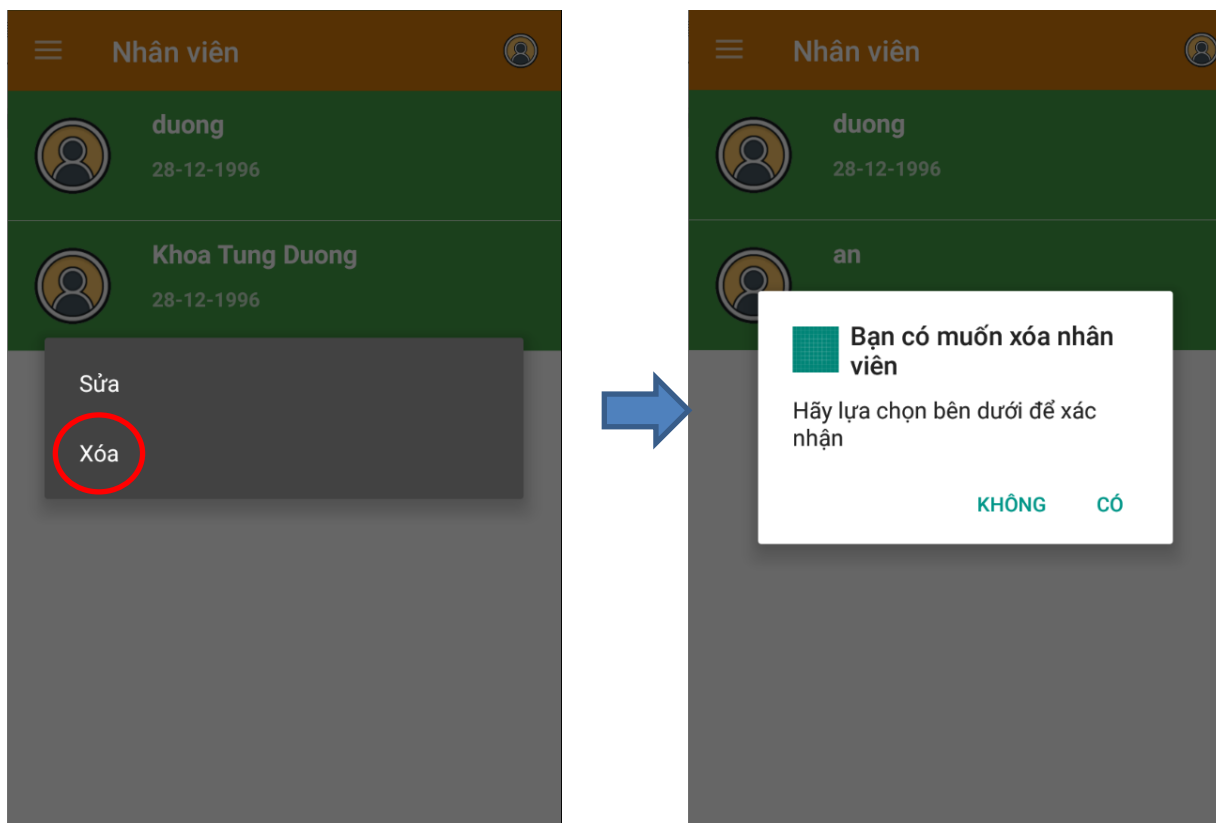 Nhân viên
duong
28-12-1996
Khoa Tung Duong
28-12-1996
Sửa
Xóa
Nhân viên
duong
28-12-1996
an
Bạn có muốn xóa nhân
viên
Hãy lựa chọn bên dưới để xác
nhận
KHÔNG CÓ